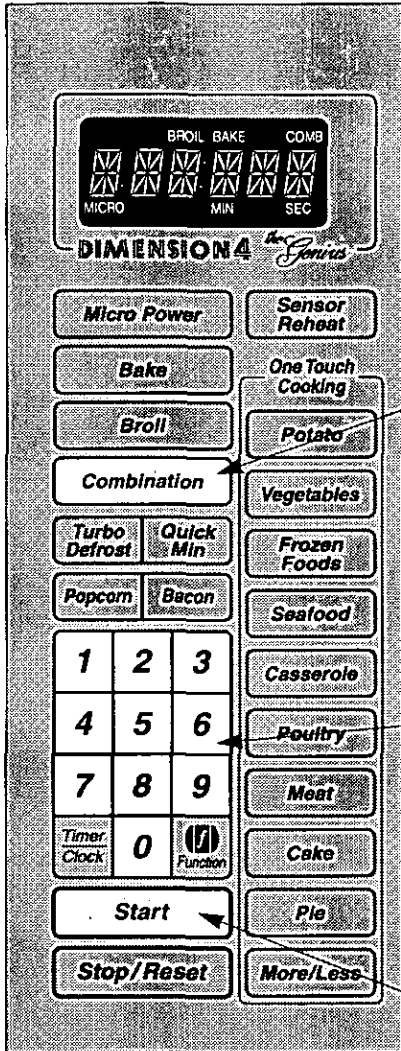 BROIL BAKE COMB
MICRO MIN SEC
DIMENSION 4 the Genius
Micro Power
Sensor
Reheat
Bake
Broil
Combination
Turbo
Defrost
Quick
Min
Popcorn
Bacon
1 2 3
4 5 6
7 8 9
Timer
Clock
0
f
Function
Start
Stop/Reset
One Touch
Cooking
Potato
Vegetables
Frozen
Foods
Seafood
Casserole
Poultry
Meat
Cake
Pie
More/Less